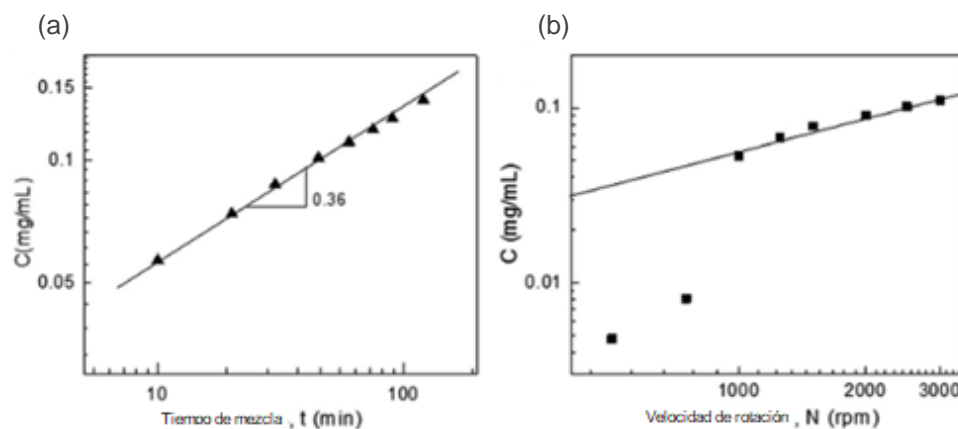 (a)
(b)
0.15
0.1
0.05
C(mg/mL)
0.36
10
100
Tiempo de mezcla , t (min)
0.1
0.01
C (mg/mL)
1000
2000
3000
Velocidad de rotación , N (rpm)